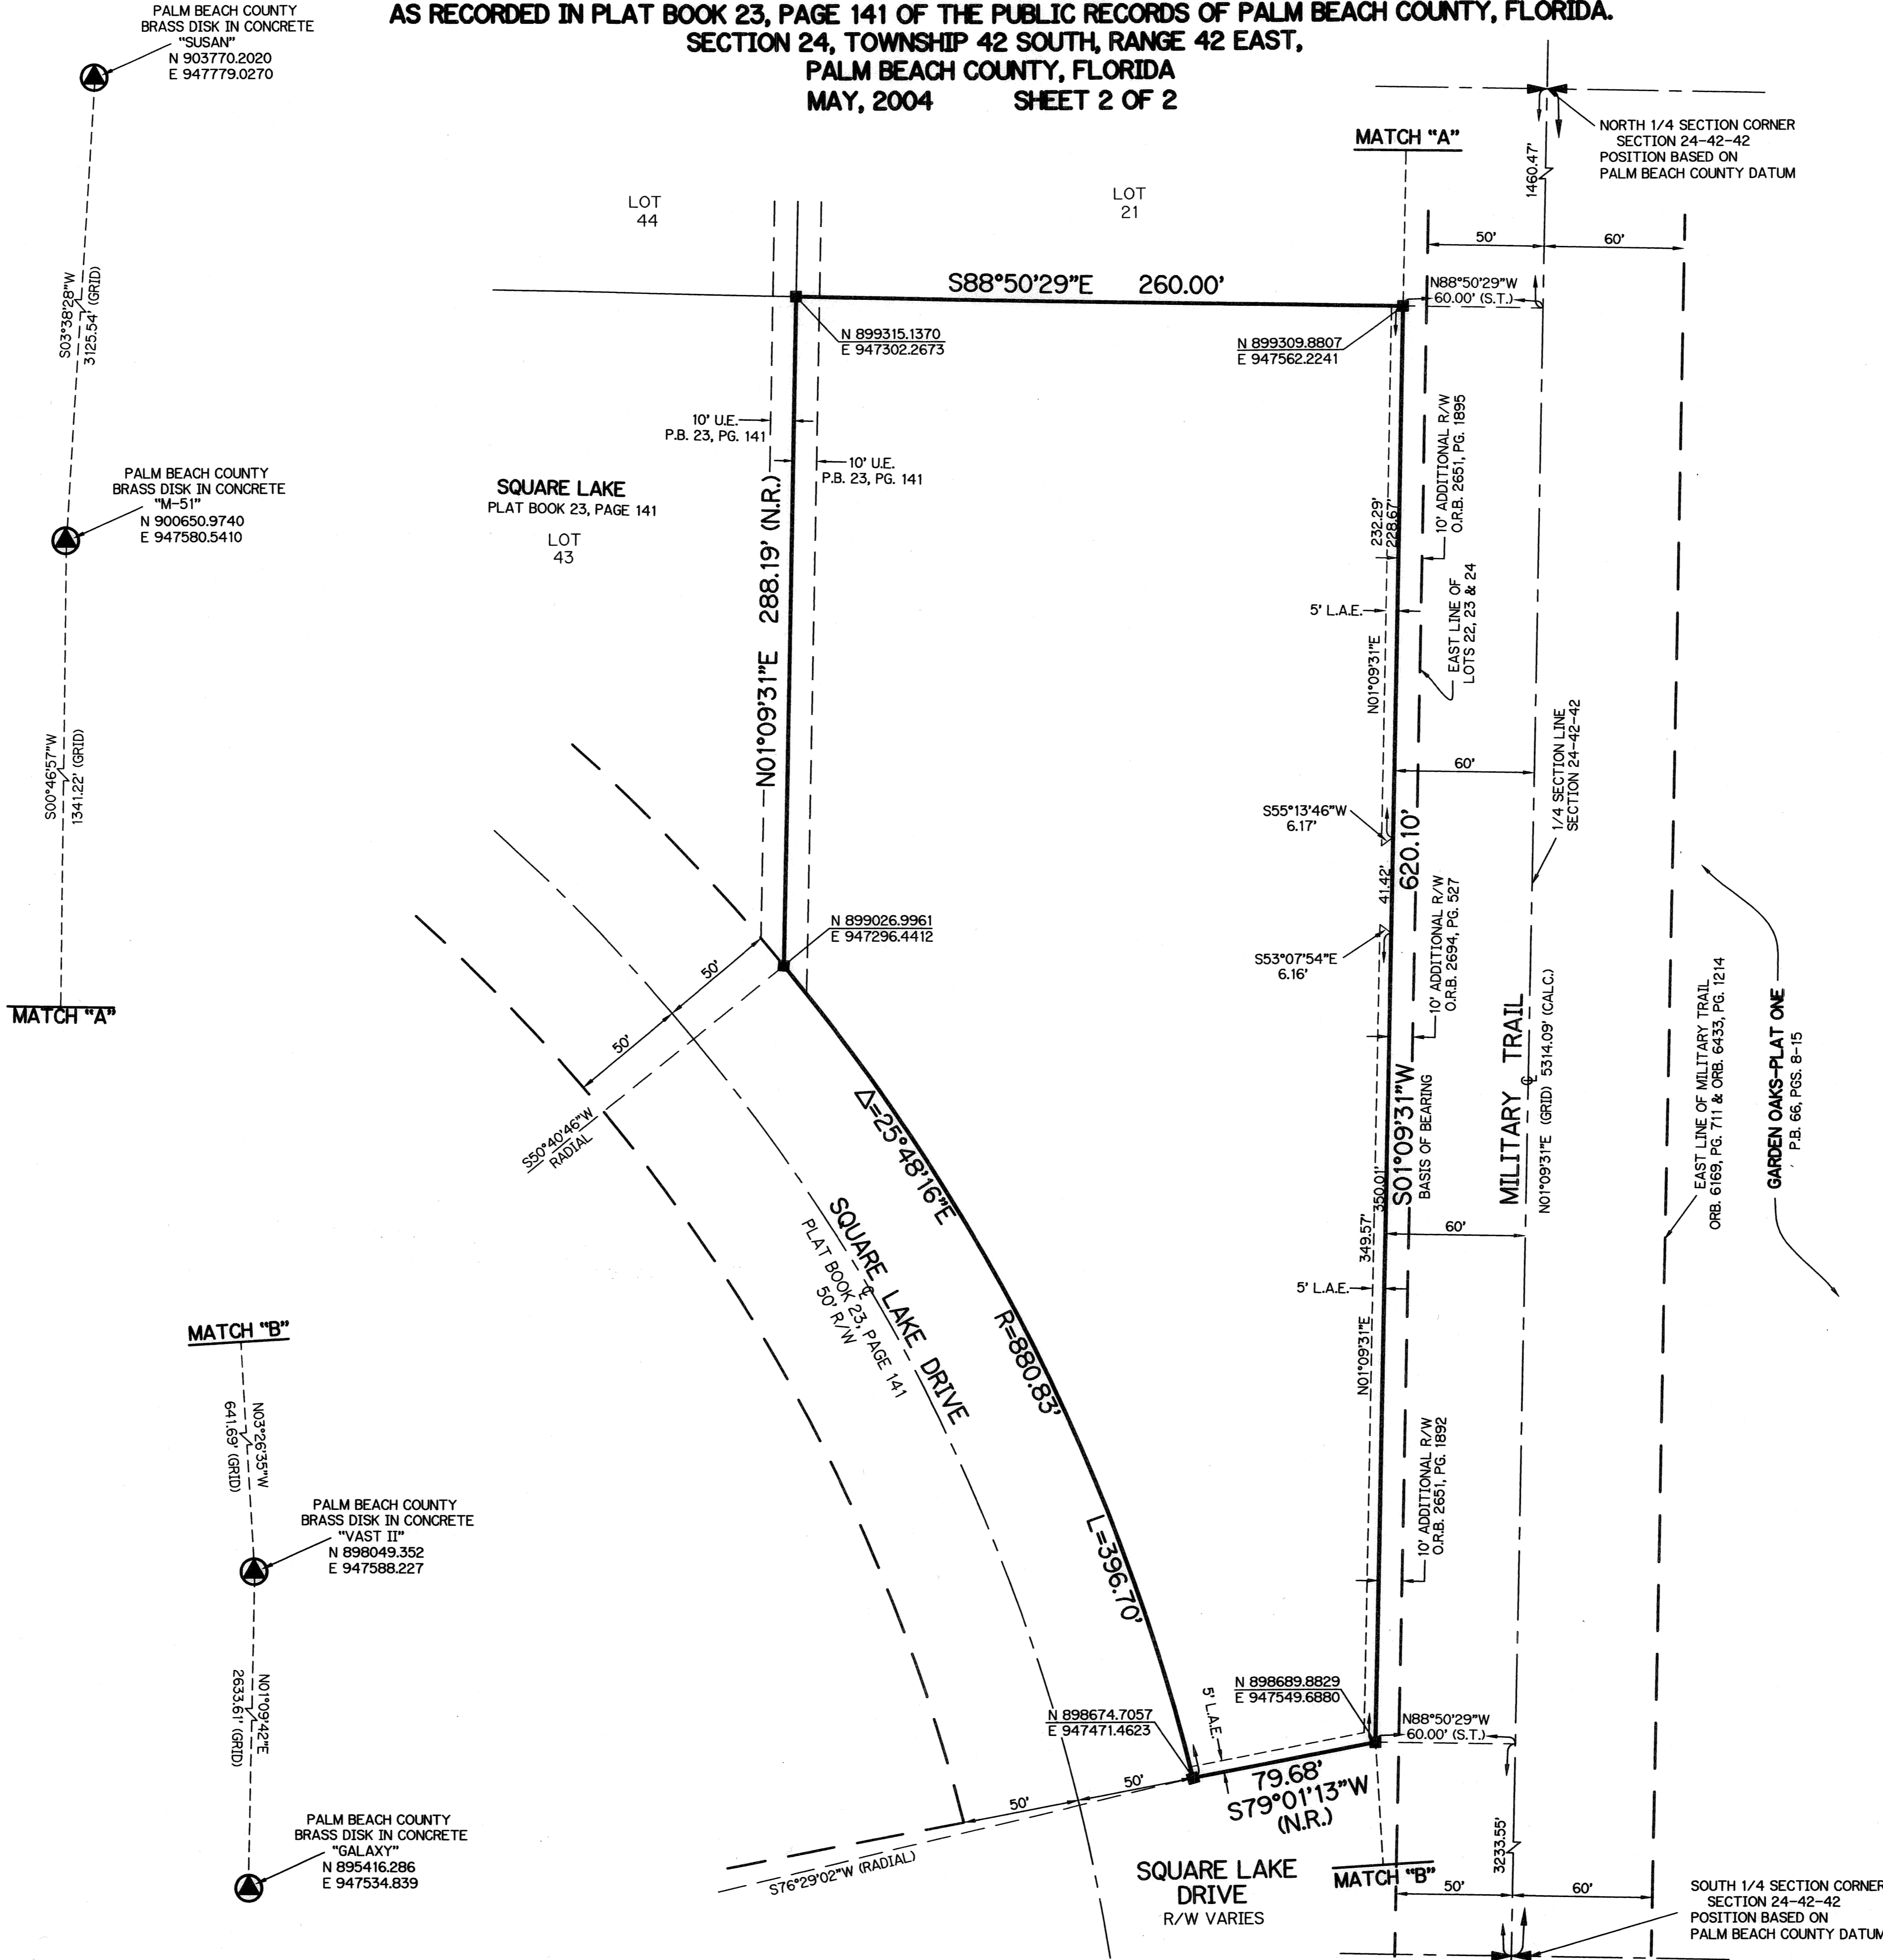 AS RECORDED IN PLAT BOOK 23, PAGE 141 OF THE PUBLIC RECORDS OF PALM BEACH COUNTY, FLORIDA.
SECTION 24, TOWNSHIP 42 SOUTH, RANGE 42 EAST,
PALM BEACH COUNTY, FLORIDA
MAY, 2004 SHEET 2 OF 2
PALM BEACH COUNTY
BRASS DISK IN CONCRETE
"SUSAN"
N 903770.2020
E 947779.0270
S03°38'28"W
3125.54' (GRID)
PALM BEACH COUNTY
BRASS DISK IN CONCRETE
"M-51"
N 900650.9740
E 947580.5410
S00°46'57"W
1341.22' (GRID)
MATCH "A"
MATCH "B"
N03°26'35"W
641.69' (GRID)
PALM BEACH COUNTY
BRASS DISK IN CONCRETE
"VAST II"
N 898049.352
E 947588.227
N01°09'42"E
2633.61' (GRID)
PALM BEACH COUNTY
BRASS DISK IN CONCRETE
"GALAXY"
N 895416.286
E 947534.839
MATCH "A"
NORTH 1/4 SECTION CORNER
SECTION 24-42-42
POSITION BASED ON
PALM BEACH COUNTY DATUM
1460.47'
LOT
44
LOT
21
50'
60'
S88°50'29"E 260.00'
N88°50'29"W
60.00' (S.T.)
N 899315.1370
E 947302.2673
N 899309.8807
E 947562.2241
10' U.E.
P.B. 23, PG. 141
10' U.E.
P.B. 23, PG. 141
SQUARE LAKE
PLAT BOOK 23, PAGE 141
LOT
43
N01°09'31"E 288.19' (N.R.)
232.29'
228.67'
10' ADDITIONAL R/W
O.R.B. 2651, PG. 1895
5' L.A.E.
EAST LINE OF
LOTS 22, 23 & 24
N01°09'31"E
60'
1/4 SECTION LINE
SECTION 24-42-42
S55°13'46"W
6.17'
41.42'
620.10'
10' ADDITIONAL R/W
O.R.B. 2694, PG. 527
S53°07'54"E
6.16'
N 899026.9961
E 947296.4412
50'
50'
S50°40'46"W
RADIAL
Δ=25°48'16"E
R=880.83'
L=396.70'
SQUARE LAKE DRIVE
℄
PLAT BOOK 23, PAGE 141
50' R/W
S01°09'31"W
BASIS OF BEARING
350.01'
349.57'
MILITARY TRAIL
℄
N01°09'31"E (GRID) 5314.09' (CALC.)
EAST LINE OF MILITARY TRAIL
ORB. 6169, PG. 711 & ORB. 6433, PG. 1214
GARDEN OAKS-PLAT ONE
P.B. 66, PGS. 8-15
60'
5' L.A.E.
N01°09'31"E
10' ADDITIONAL R/W
O.R.B. 2651, PG. 1892
N 898689.8829
E 947549.6880
N 898674.7057
E 947471.4623
5' L.A.E.
N88°50'29"W
60.00' (S.T.)
79.68'
S79°01'13"W
(N.R.)
50'
50'
S76°29'02"W (RADIAL)
SQUARE LAKE
DRIVE
R/W VARIES
MATCH "B"
3233.55'
50'
60'
SOUTH 1/4 SECTION CORNER
SECTION 24-42-42
POSITION BASED ON
PALM BEACH COUNTY DATUM